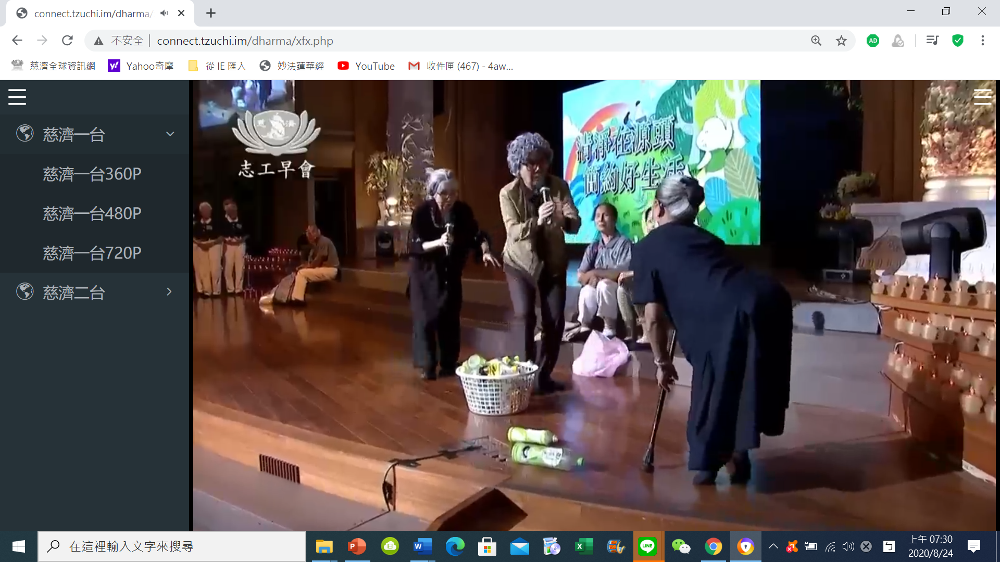 connect.tzuchi.im/dharma/
不安全
connect.tzuchi.im/dharma/xfx.php
AD
慈濟全球資訊網
Yahoo奇摩
從 IE 匯入
妙法蓮華經
YouTube
收件匣 (467) - 4aw...
慈濟一台
慈濟一台360P
慈濟一台480P
慈濟一台720P
慈濟二台
慈濟
志工早會
清淨在源頭
簡約好生活
在這裡輸入文字來搜尋
LINE
ㄅ
上午 07:30
2020/8/24